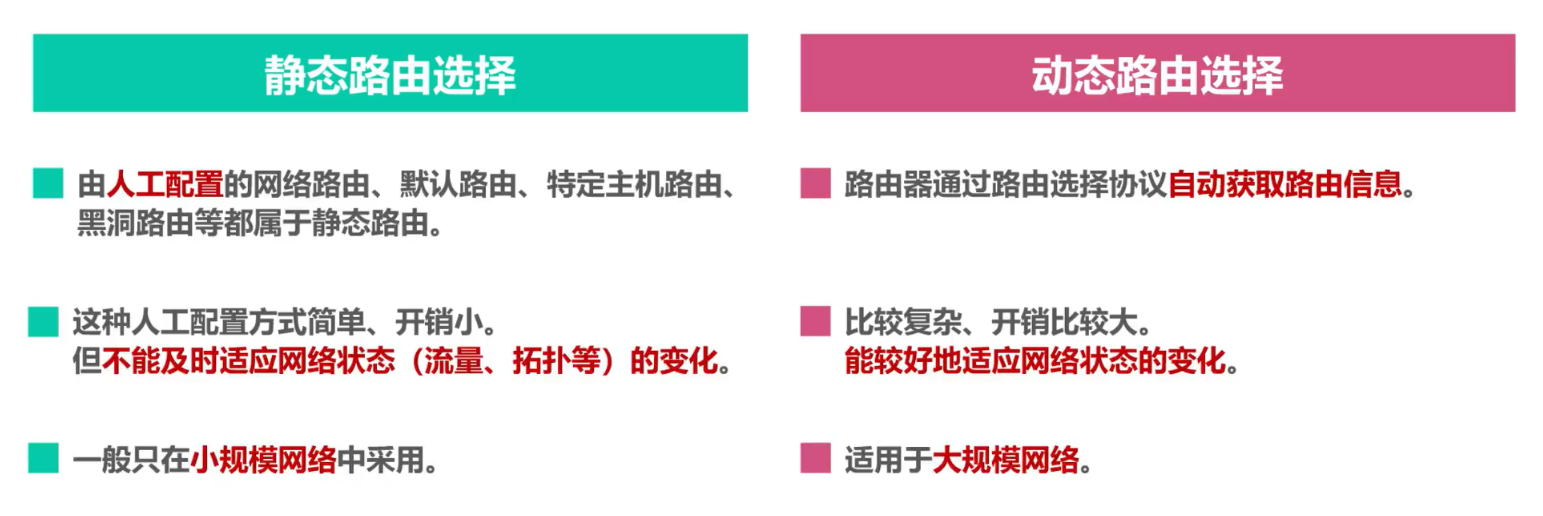 静态路由选择
由人工配置的网络路由、默认路由、特定主机路由、
黑洞路由等都属于静态路由。
这种人工配置方式简单、开销小。
但不能及时适应网络状态（流量、拓扑等）的变化。
一般只在小规模网络中采用。
动态路由选择
路由器通过路由选择协议自动获取路由信息。
比较复杂、开销比较大。
能较好地适应网络状态的变化。
适用于大规模网络。